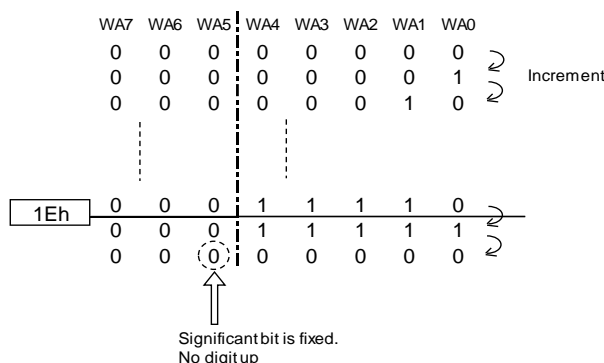 WA7 WA6 WA5 WA4 WA3 WA2 WA1 WA0
0 0 0 0 0 0 0 0
0 0 0 0 0 0 0 1
Increment
0 0 0 0 0 0 1 0
1Eh
0 0 0 1 1 1 1 0
0 0 0 1 1 1 1 1
0 0 0 0 0 0 0 0
Significant bit is fixed.
No digit up